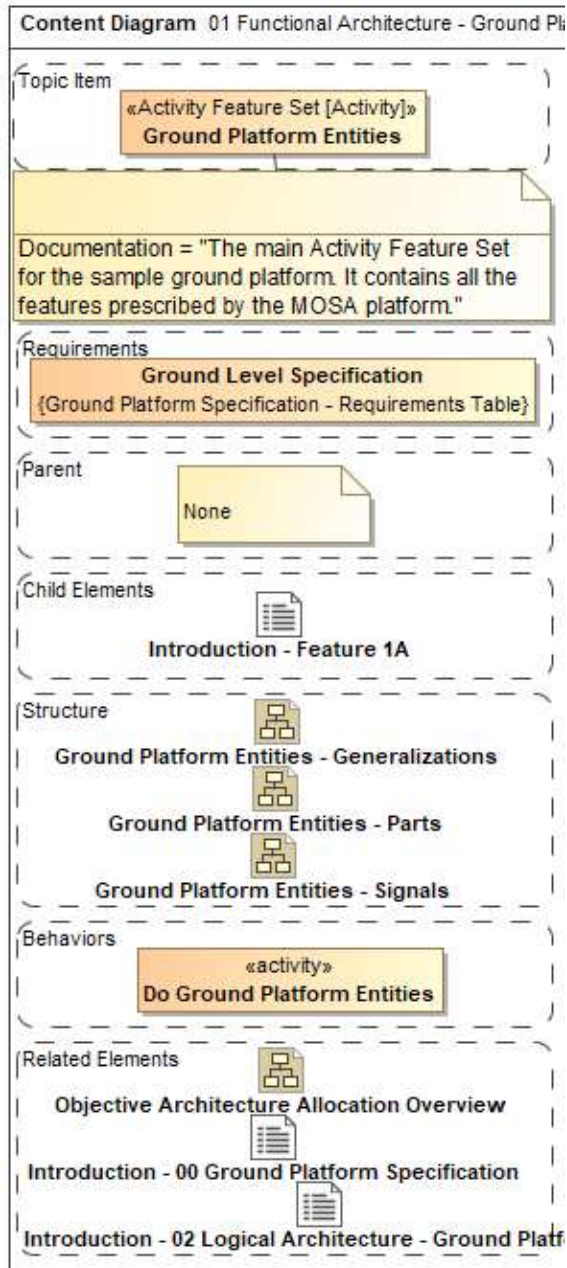 Content Diagram 01 Functional Architecture - Ground Pla
Topic Item
«Activity Feature Set [Activity]»
Ground Platform Entities
Documentation = "The main Activity Feature Set
for the sample ground platform. It contains all the
features prescribed by the MOSA platform."
Requirements
Ground Level Specification
{Ground Platform Specification - Requirements Table}
Parent
None
Child Elements
Introduction - Feature 1A
Structure
Ground Platform Entities - Generalizations
Ground Platform Entities - Parts
Ground Platform Entities - Signals
Behaviors
«activity»
Do Ground Platform Entities
Related Elements
Objective Architecture Allocation Overview
Introduction - 00 Ground Platform Specification
Introduction - 02 Logical Architecture - Ground Platf